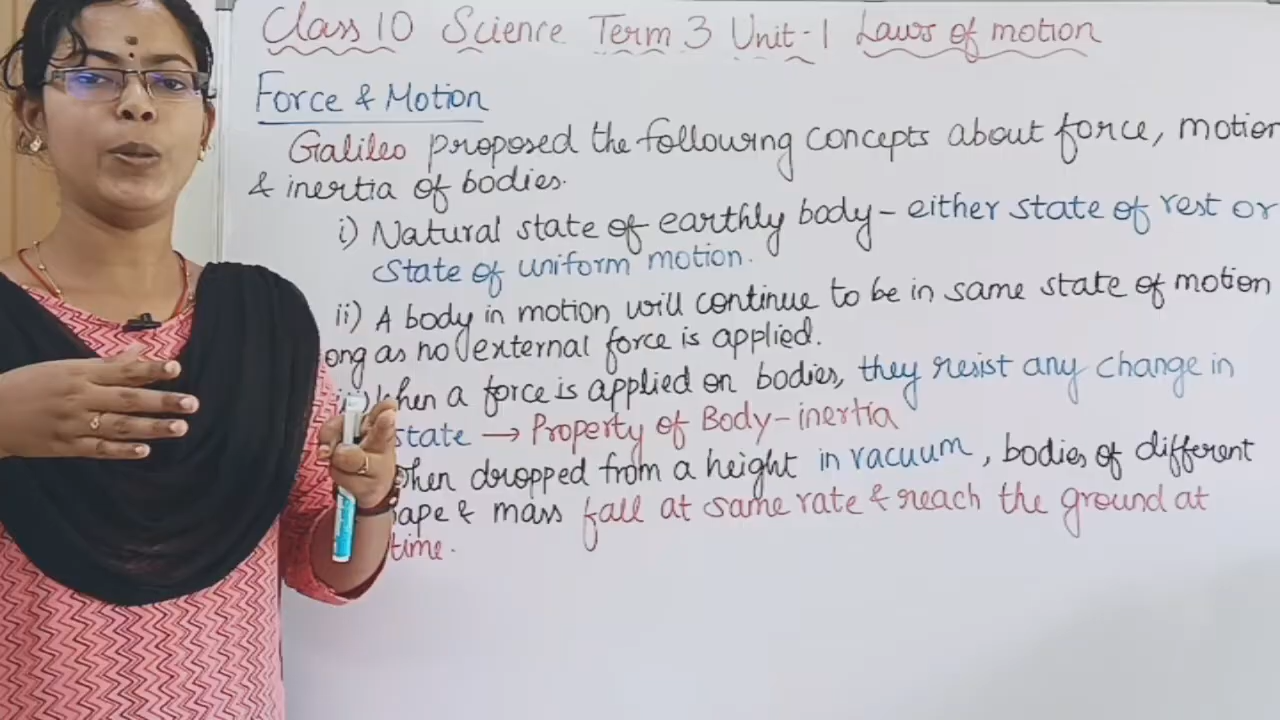 Class 10 Science Term 3 Unit-1 Laws of motion
Force & Motion
Galileo proposed the following concepts about force, motion
& inertia of bodies.
i) Natural state of earthly body - either state of rest or
state of uniform motion.
ii) A body in motion will continue to be in same state of motion
ong as no external force is applied.
hen a force is applied on bodies, they resist any change in
state → Property of Body - inertia
hen dropped from a height in vacuum, bodies of different
ape & mass fall at same rate & reach the ground at
time.